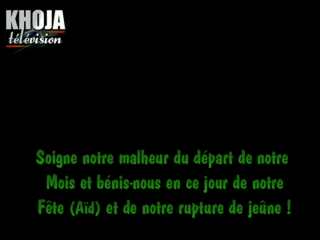 KHOJA
télévision
Soigne notre malheur du départ de notre
Mois et bénis-nous en ce jour de notre
Fête (Aïd) et de notre rupture de jeûne !